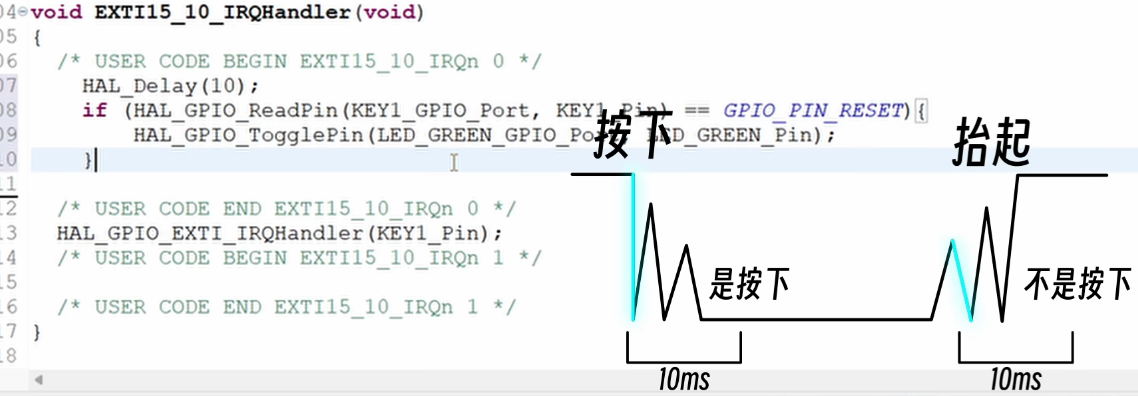 04 void EXTI15_10_IRQHandler(void)
05 {
06 /* USER CODE BEGIN EXTI15_10_IRQn 0 */
07 HAL_Delay(10);
08 if (HAL_GPIO_ReadPin(KEY1_GPIO_Port, KEY1_Pin) == GPIO_PIN_RESET){
09 HAL_GPIO_TogglePin(LED_GREEN_GPIO_Port, LED_GREEN_Pin);
10 }
11
12 /* USER CODE END EXTI15_10_IRQn 0 */
13 HAL_GPIO_EXTI_IRQHandler(KEY1_Pin);
14 /* USER CODE BEGIN EXTI15_10_IRQn 1 */
15
16 /* USER CODE END EXTI15_10_IRQn 1 */
17 }
18
按下
抬起
是按下
不是按下
10ms
10ms